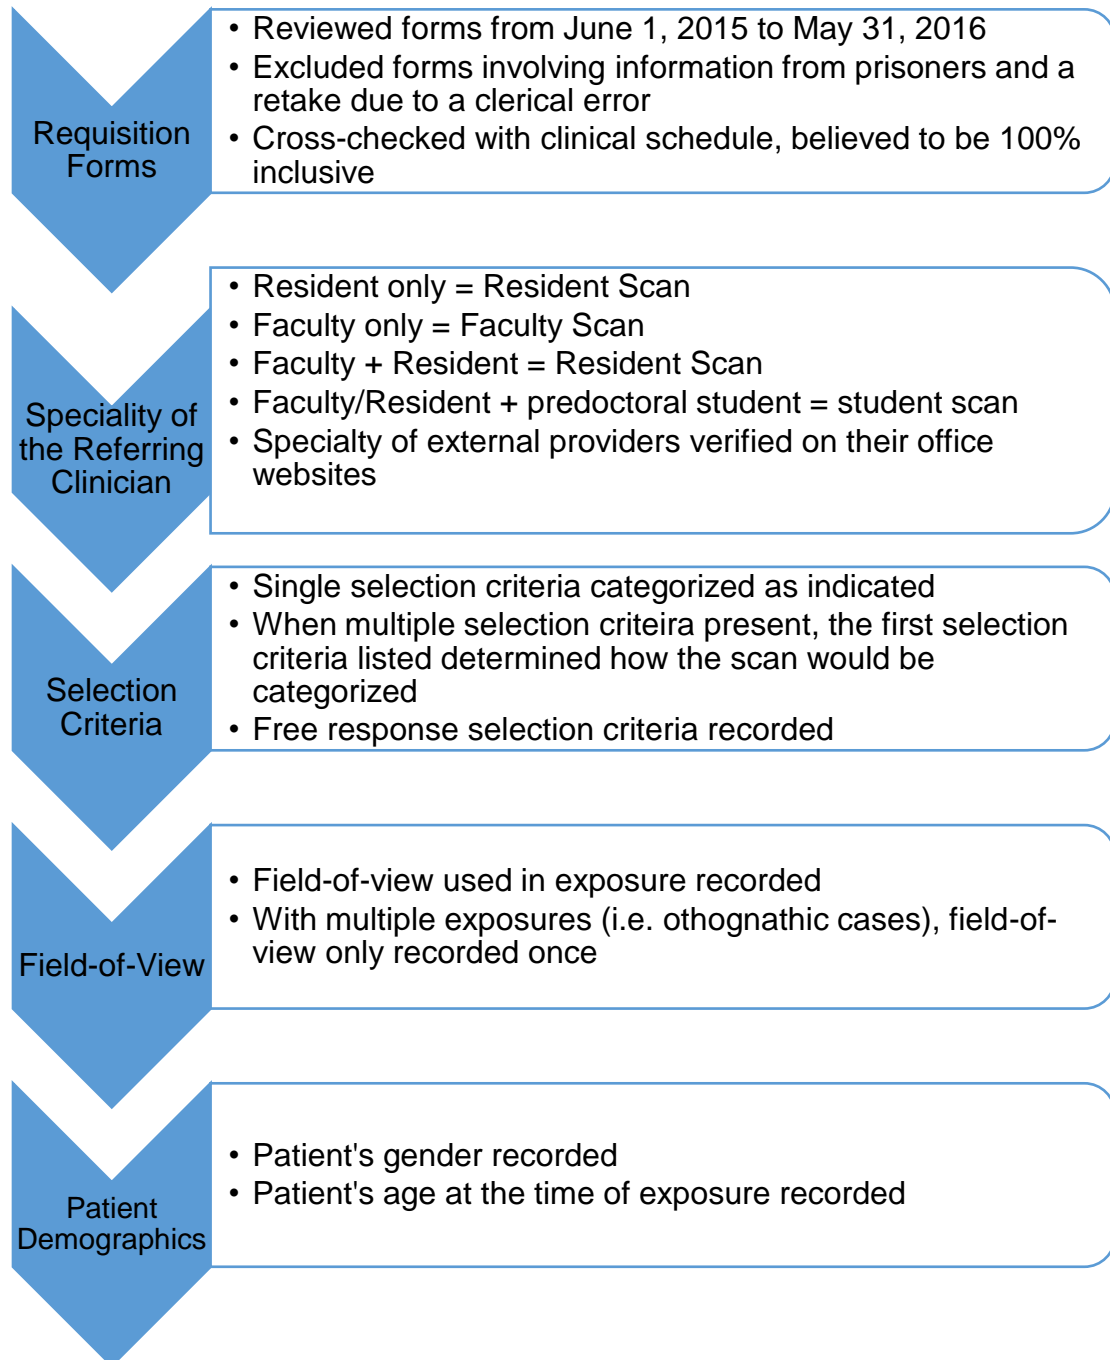 Requisition
Forms
• Reviewed forms from June 1, 2015 to May 31, 2016
• Excluded forms involving information from prisoners and a
retake due to a clerical error
• Cross-checked with clinical schedule, believed to be 100%
inclusive
Speciality of
the Referring
Clinician
• Resident only = Resident Scan
• Faculty only = Faculty Scan
• Faculty + Resident = Resident Scan
• Faculty/Resident + predoctoral student = student scan
• Specialty of external providers verified on their office
websites
Selection
Criteria
• Single selection criteria categorized as indicated
• When multiple selection criteira present, the first selection
criteria listed determined how the scan would be
categorized
• Free response selection criteria recorded
Field-of-View
• Field-of-view used in exposure recorded
• With multiple exposures (i.e. othognathic cases), field-of-
view only recorded once
Patient
Demographics
• Patient's gender recorded
• Patient's age at the time of exposure recorded